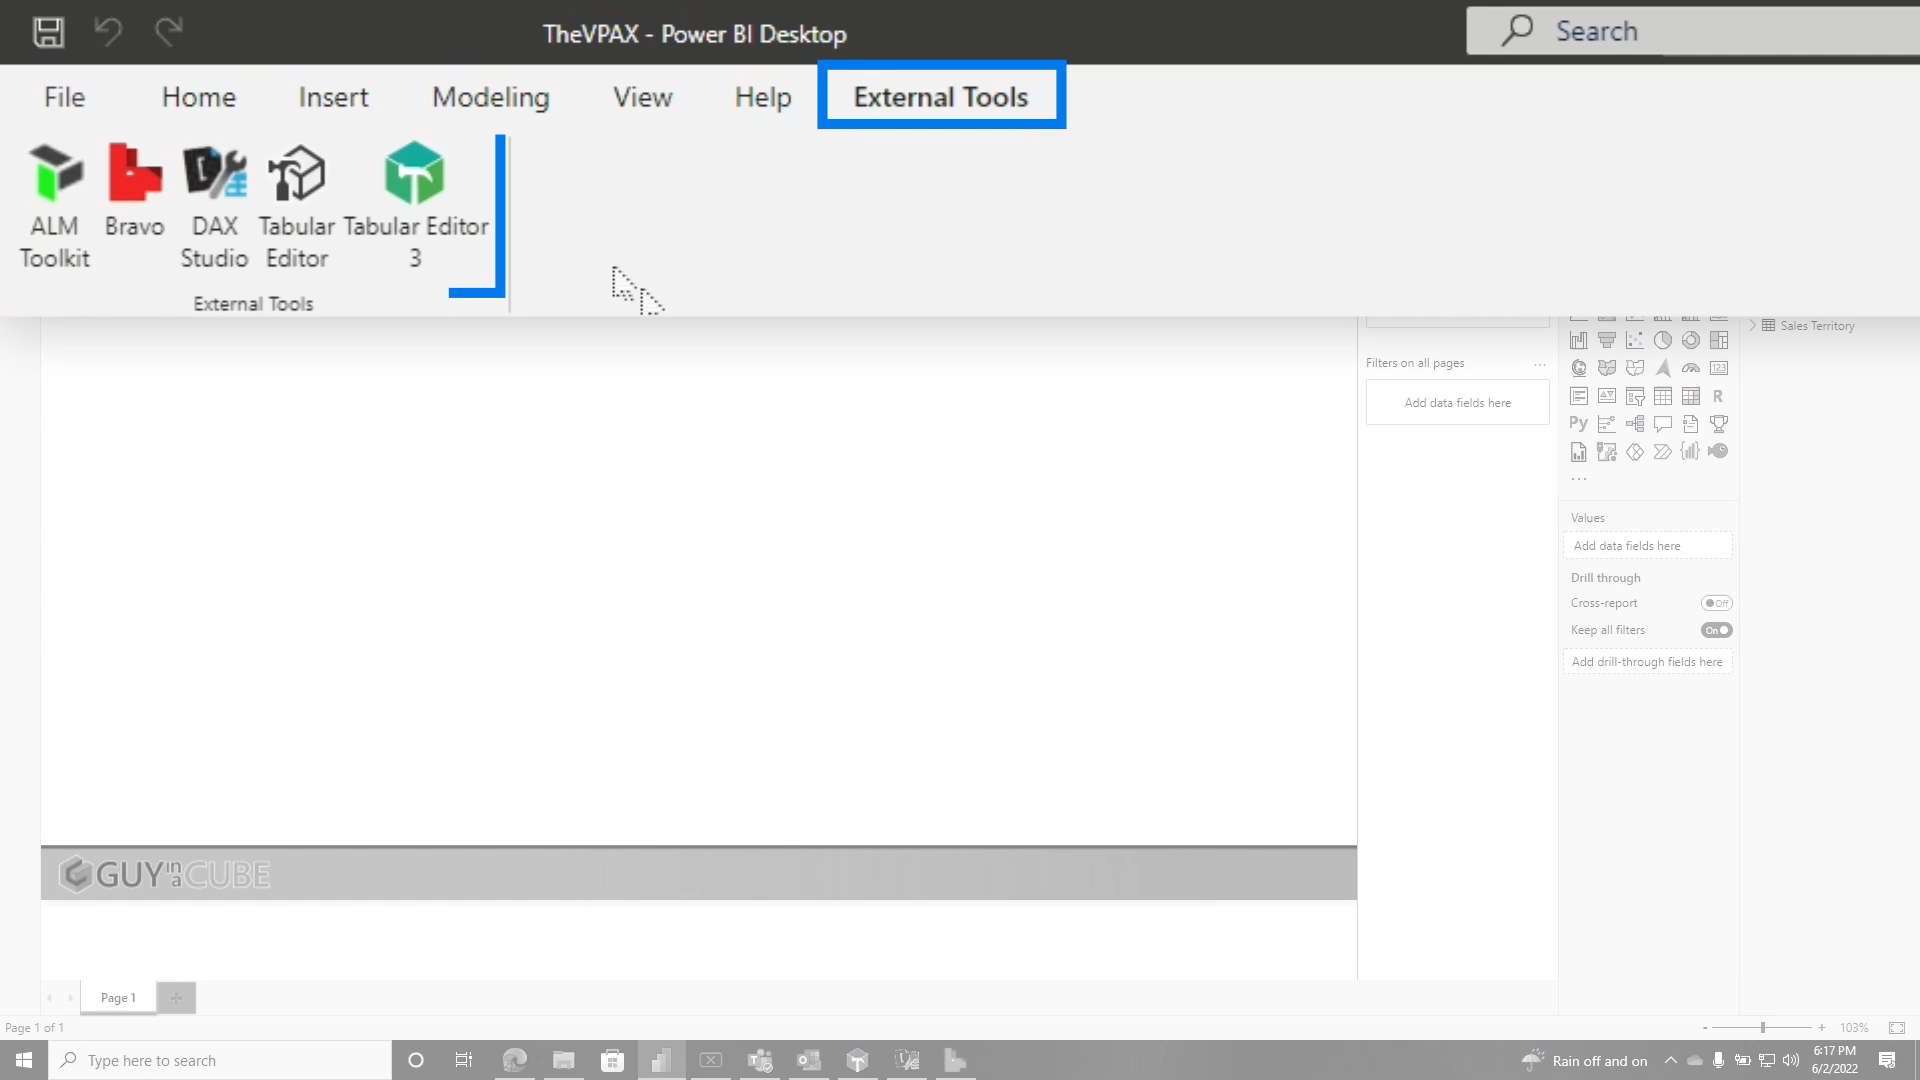 TheVPAX - Power BI Desktop
Search
File Home Insert Modeling View Help External Tools
ALM Toolkit
Bravo
DAX Studio
Tabular Editor
Tabular Editor 3
External Tools
Sales Territory
Filters on all pages
Add data fields here
123
R
Py
Values
Add data fields here
Drill through
Cross-report Off
Keep all filters On
Add drill-through fields here
GUY in a CUBE
Page 1
Page 1 of 1
- + 103%
Type here to search
Rain off and on
6:17 PM
6/2/2022